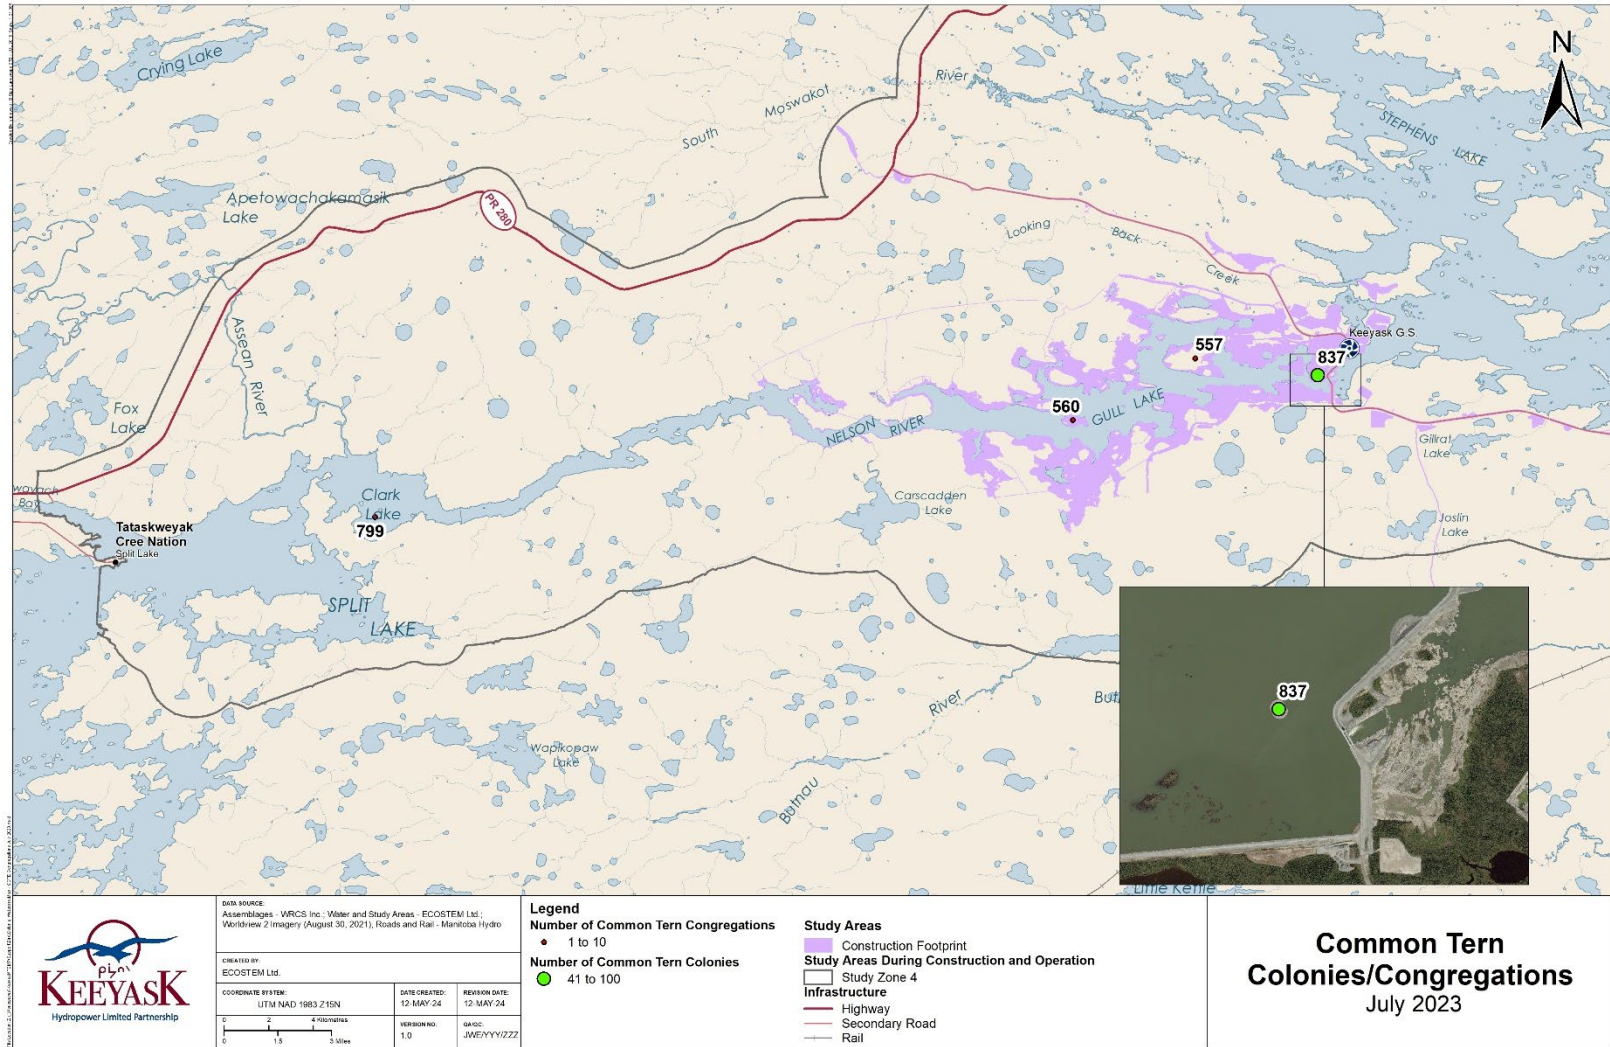 Crying Lake
River
Moswakot
South
STEPHENS LAKE
N
Apetowachakamasik
Lake
PR 280
Looking
Back
Creek
Assean River
Keeyask G.S.
557
837
560
GULL LAKE
NELSON RIVER
Fox
Lake
Gillrat
Lake
Clark
Lake
799
Carscadden
Lake
Joslin
Lake
Bay
Tataskweyak
Cree Nation
Split Lake
SPLIT
LAKE
River
Butnau
Wapikopaw
Lake
837
Little Kettle
KEEYASK
Hydropower Limited Partnership
DATA SOURCE:
Assemblages - WRCS Inc.; Water and Study Areas - ECOSTEM Ltd.;
Worldview 2 Imagery (August 30, 2021), Roads and Rail - Manitoba Hydro
CREATED BY:
ECOSTEM Ltd.
COORDINATE SYSTEM:
UTM NAD 1983 Z15N
DATE CREATED:
12-MAY-24
REVISION DATE:
12-MAY-24
0 2 4 Kilometres
0 1.5 3 Miles
VERSION NO.
1.0
QA/QC:
JWE/YYY/ZZZ
Legend
Number of Common Tern Congregations
1 to 10
Number of Common Tern Colonies
41 to 100
Study Areas
Construction Footprint
Study Areas During Construction and Operation
Study Zone 4
Infrastructure
Highway
Secondary Road
Rail
Common Tern
Colonies/Congregations
July 2023